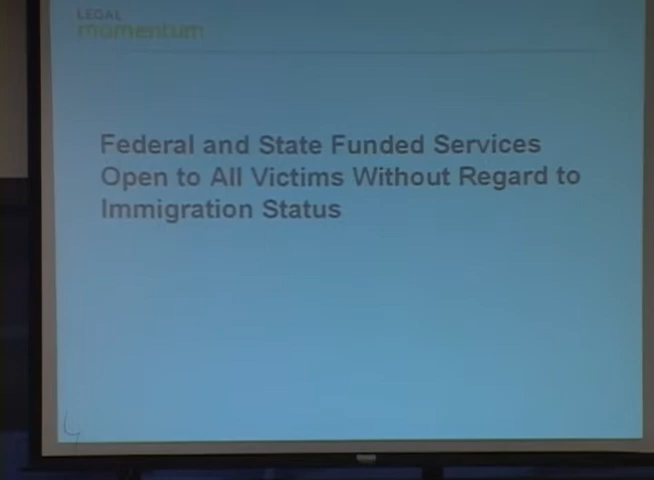 LEGAL
momentum
Federal and State Funded Services
Open to All Victims Without Regard to
Immigration Status